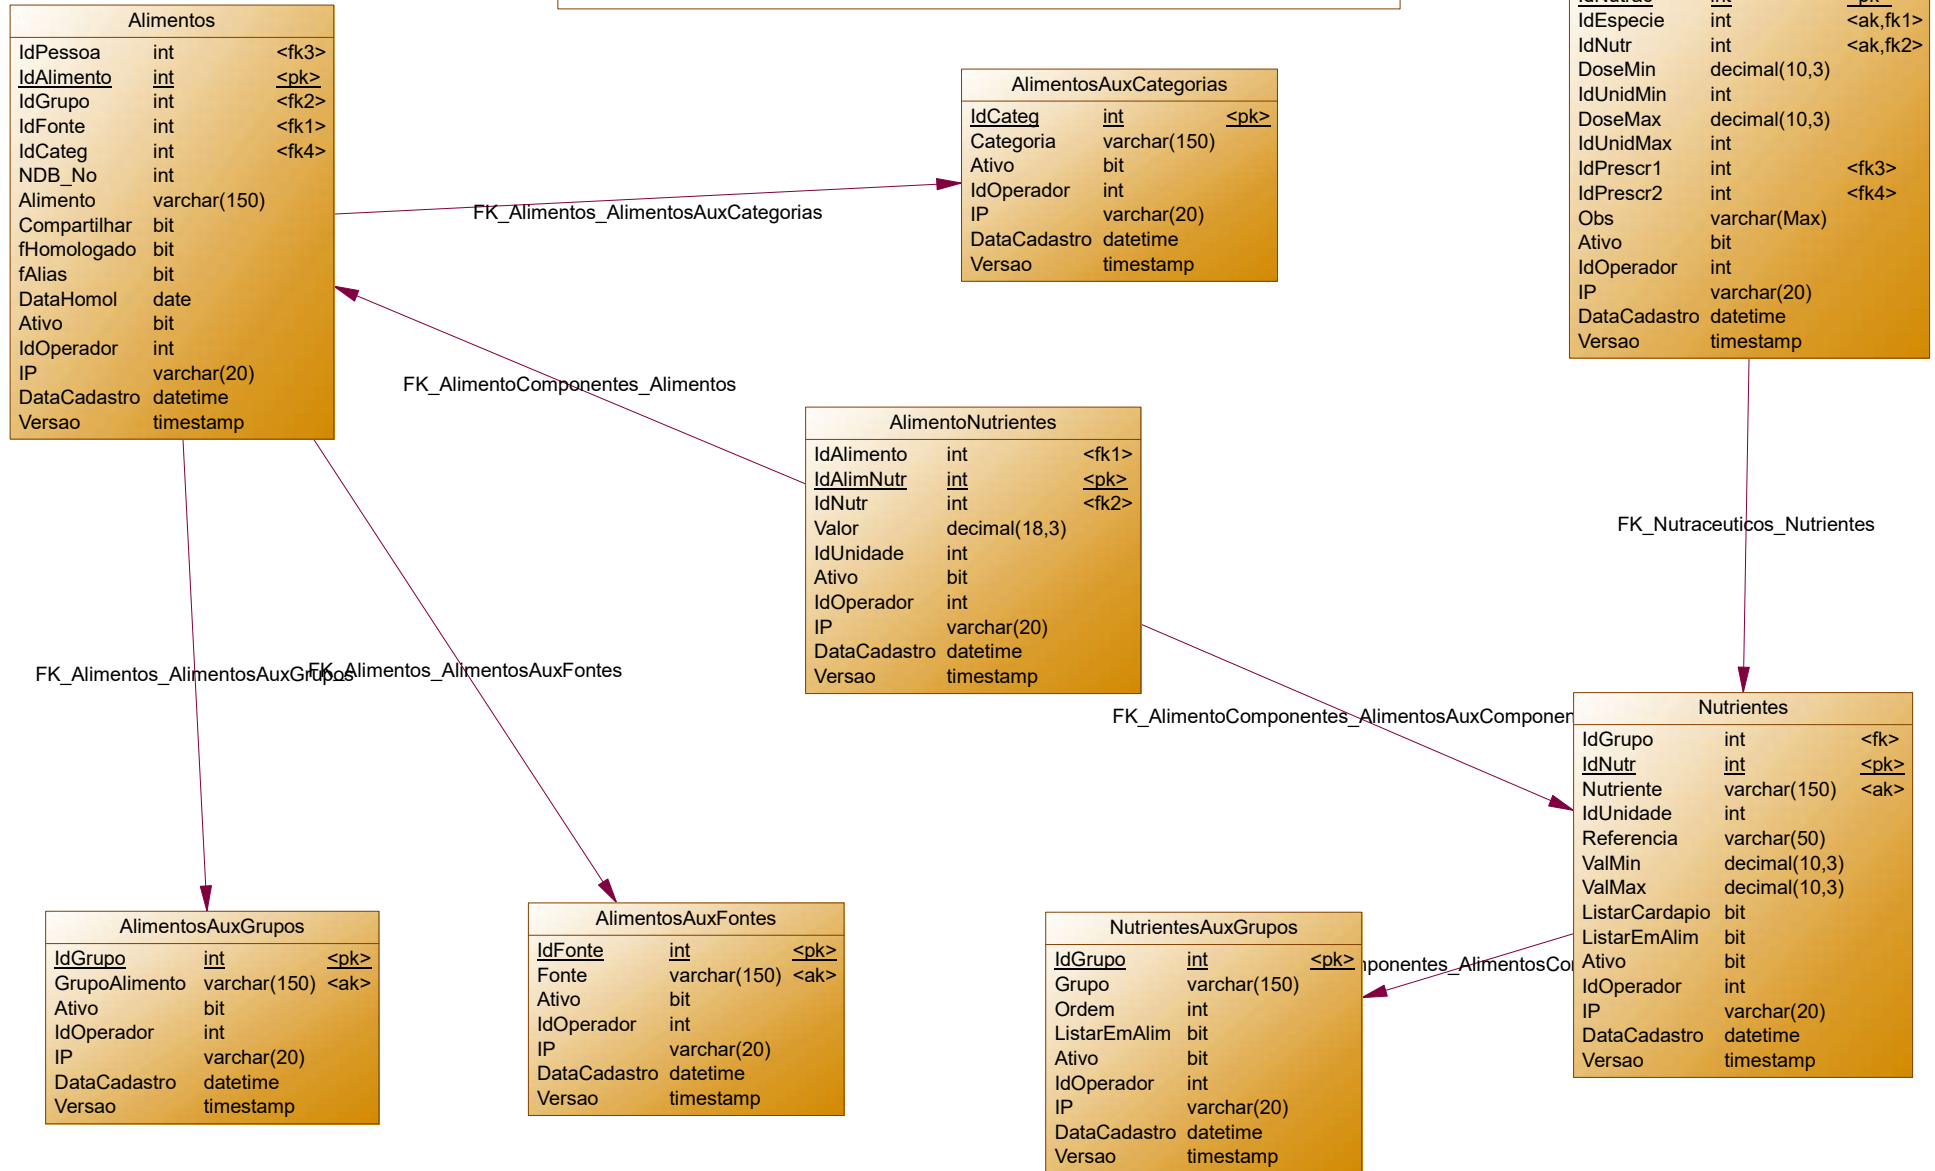 Alimentos
IdPessoa int <fk3>
IdAlimento int <pk>
IdGrupo int <fk2>
IdFonte int <fk1>
IdCateg int <fk4>
NDB_No int
Alimento varchar(150)
Compartilhar bit
fHomologado bit
fAlias bit
DataHomol date
Ativo bit
IdOperador int
IP varchar(20)
DataCadastro datetime
Versao timestamp
AlimentosAuxCategorias
IdCateg int <pk>
Categoria varchar(150)
Ativo bit
IdOperador int
IP varchar(20)
DataCadastro datetime
Versao timestamp
IdEspecie int <ak,fk1>
IdNutr int <ak,fk2>
DoseMin decimal(10,3)
IdUnidMin int
DoseMax decimal(10,3)
IdUnidMax int
IdPrescr1 int <fk3>
IdPrescr2 int <fk4>
Obs varchar(Max)
Ativo bit
IdOperador int
IP varchar(20)
DataCadastro datetime
Versao timestamp
FK_Alimentos_AlimentosAuxCategorias
FK_AlimentoComponentes_Alimentos
AlimentoNutrientes
IdAlimento int <fk1>
IdAlimNutr int <pk>
IdNutr int <fk2>
Valor decimal(18,3)
IdUnidade int
Ativo bit
IdOperador int
IP varchar(20)
DataCadastro datetime
Versao timestamp
FK_Nutraceuticos_Nutrientes
FK_Alimentos_AlimentosAuxGrupos
FK_Alimentos_AlimentosAuxFontes
FK_AlimentoComponentes_AlimentosAuxComponen
Nutrientes
IdGrupo int <fk>
IdNutr int <pk>
Nutriente varchar(150) <ak>
IdUnidade int
Referencia varchar(50)
ValMin decimal(10,3)
ValMax decimal(10,3)
ListarCardapio bit
ListarEmAlim bit
Ativo bit
IdOperador int
IP varchar(20)
DataCadastro datetime
Versao timestamp
AlimentosAuxGrupos
IdGrupo int <pk>
GrupoAlimento varchar(150) <ak>
Ativo bit
IdOperador int
IP varchar(20)
DataCadastro datetime
Versao timestamp
AlimentosAuxFontes
IdFonte int <pk>
Fonte varchar(150) <ak>
Ativo bit
IdOperador int
IP varchar(20)
DataCadastro datetime
Versao timestamp
NutrientesAuxGrupos
IdGrupo int <pk>
Grupo varchar(150)
Ordem int
ListarEmAlim bit
Ativo bit
IdOperador int
IP varchar(20)
DataCadastro datetime
Versao timestamp
ponentes_AlimentosCo